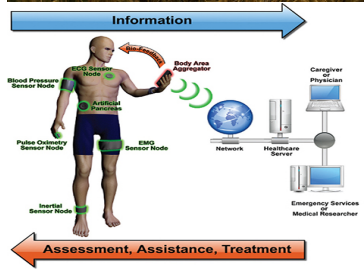 Information
Bio-Feedback
ECG Sensor
Node
Body Area
Aggregator
Caregiver
or
Physician
Blood Pressure
Sensor Node
Artificial
Pancreas
Pulse Oximetry
Sensor Node
EMG
Sensor Node
Network
Healthcare
Server
Inertial
Sensor Node
Emergency Services
or
Medical Researcher
Assessment, Assistance, Treatment